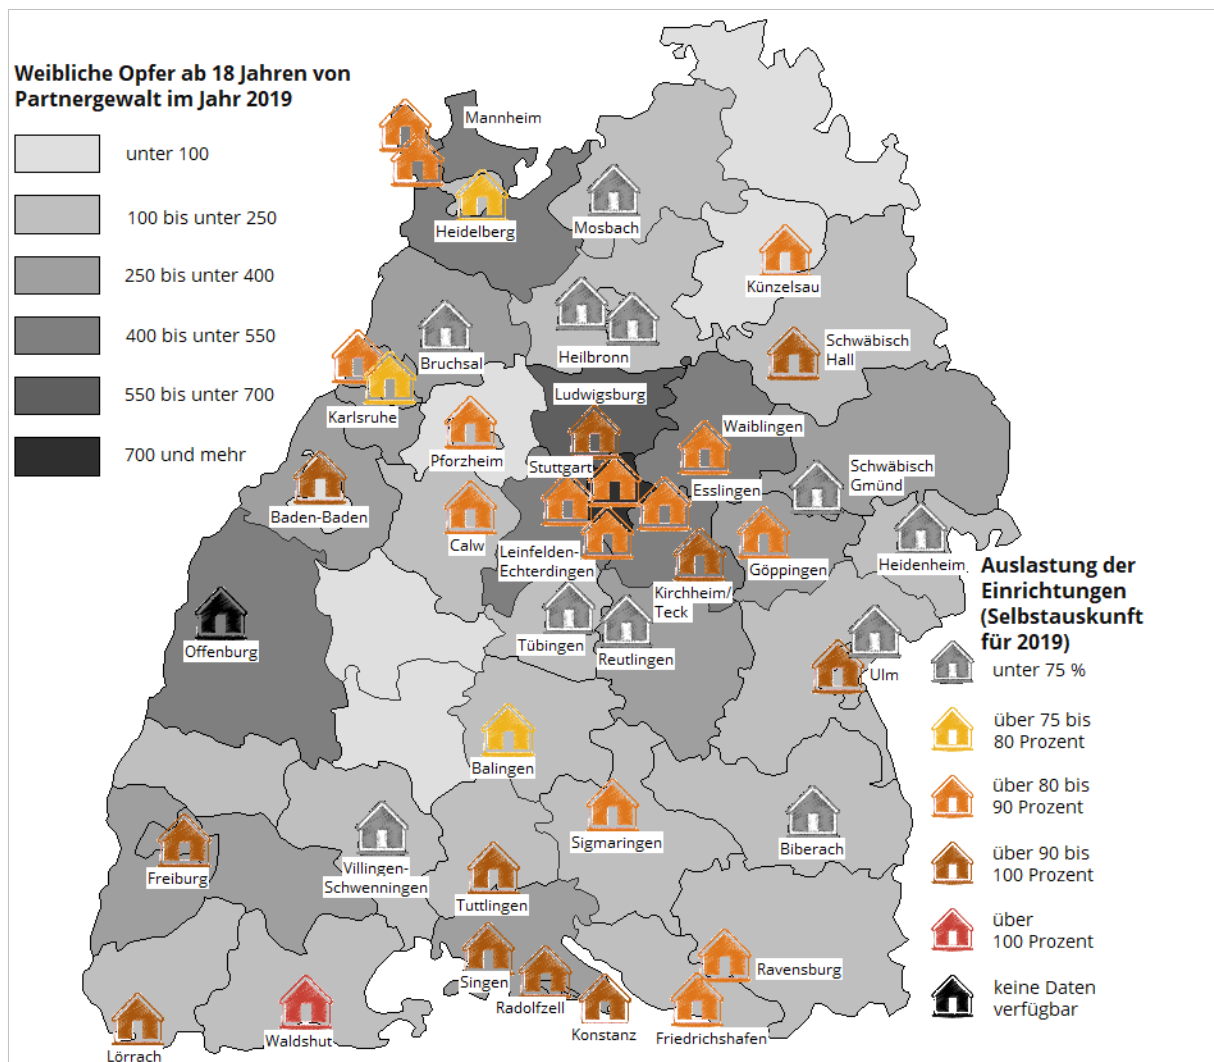 Weibliche Opfer ab 18 Jahren von
Partnergewalt im Jahr 2019
unter 100
100 bis unter 250
250 bis unter 400
400 bis unter 550
550 bis unter 700
700 und mehr
Mannheim
Heidelberg
Mosbach
Künzelsau
Bruchsal
Heilbronn
Schwäbisch
Hall
Karlsruhe
Ludwigsburg
Waiblingen
Pforzheim
Stuttgart
Schwäbisch
Gmünd
Esslingen
Baden-Baden
Calw
Leinfelden-
Echterdingen
Göppingen
Heidenheim
Kirchheim/
Teck
Offenburg
Tübingen
Reutlingen
Ulm
Balingen
Sigmaringen
Biberach
Freiburg
Villingen-
Schwenningen
Tuttlingen
Singen
Radolfzell
Ravensburg
Konstanz
Friedrichshafen
Waldshut
Lörrach
Auslastung der
Einrichtungen
(Selbstauskunft
für 2019)
unter 75 %
über 75 bis
80 Prozent
über 80 bis
90 Prozent
über 90 bis
100 Prozent
über
100 Prozent
keine Daten
verfügbar